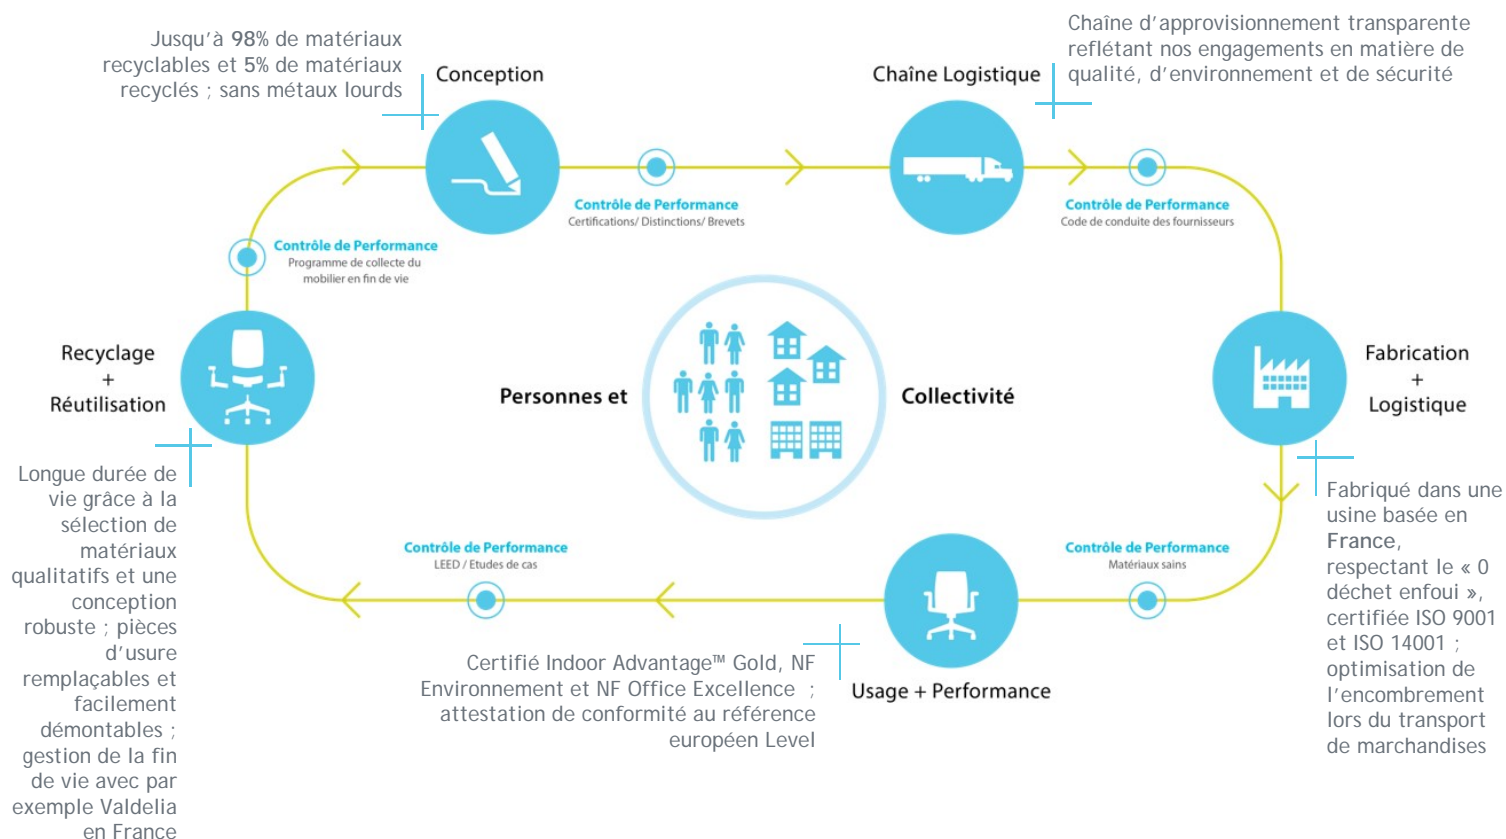 Jusqu'à 98% de matériaux
recyclables et 5% de matériaux
recyclés ; sans métaux lourds
Conception
Chaîne Logistique
Chaîne d'approvisionnement transparente
reflétant nos engagements en matière de
qualité, d'environnement et de sécurité
Contrôle de Performance
Certifications/ Distinctions/ Brevets
Contrôle de Performance
Code de conduite des fournisseurs
Contrôle de Performance
Programme de collecte du
mobilier en fin de vie
Recyclage
+
Réutilisation
Personnes et
Collectivité
Fabrication
+
Logistique
Longue durée de
vie grâce à la
sélection de
matériaux
qualitatifs et une
conception
robuste ; pièces
d'usure
remplaçables et
facilement
démontables ;
gestion de la fin
de vie avec par
exemple Valdelia
en France
Fabriqué dans une
usine basée en
France,
respectant le « 0
déchet enfoui »,
certifiée ISO 9001
et ISO 14001 ;
optimisation de
l'encombrement
lors du transport
de marchandises
Contrôle de Performance
LEED / Etudes de cas
Contrôle de Performance
Matériaux sains
Certifié Indoor Advantage™ Gold, NF
Environnement et NF Office Excellence ;
attestation de conformité au référence
européen Level
Usage + Performance